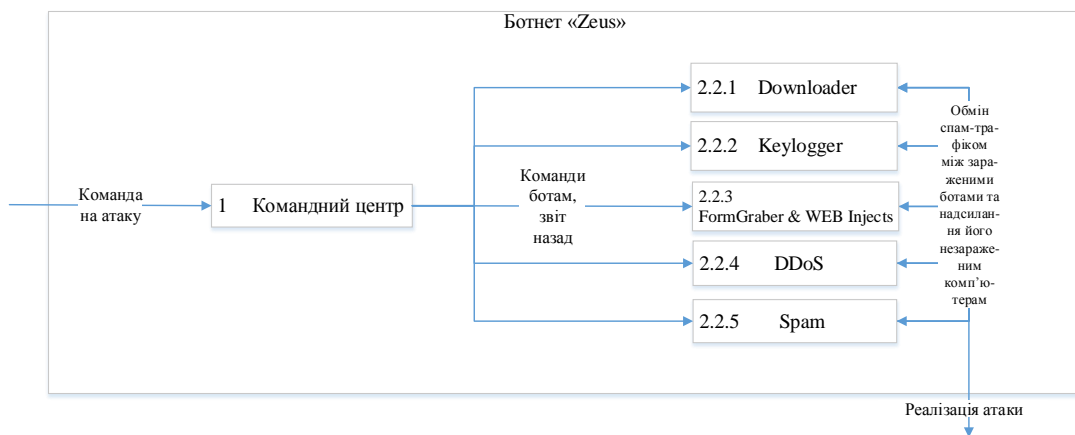 Ботнет «Zeus»
Команда
на атаку
1 Командний центр
Команди
ботам,
звіт
назад
2.2.1 Downloader
2.2.2 Keylogger
2.2.3
FormGraber & WEB Injects
2.2.4 DDoS
2.2.5 Spam
Обмін
спам-тра-
фіком
між зара-
женими
ботами та
надсилан-
ня його
незараже-
ним
комп’ю-
терам
Реалізація атаки